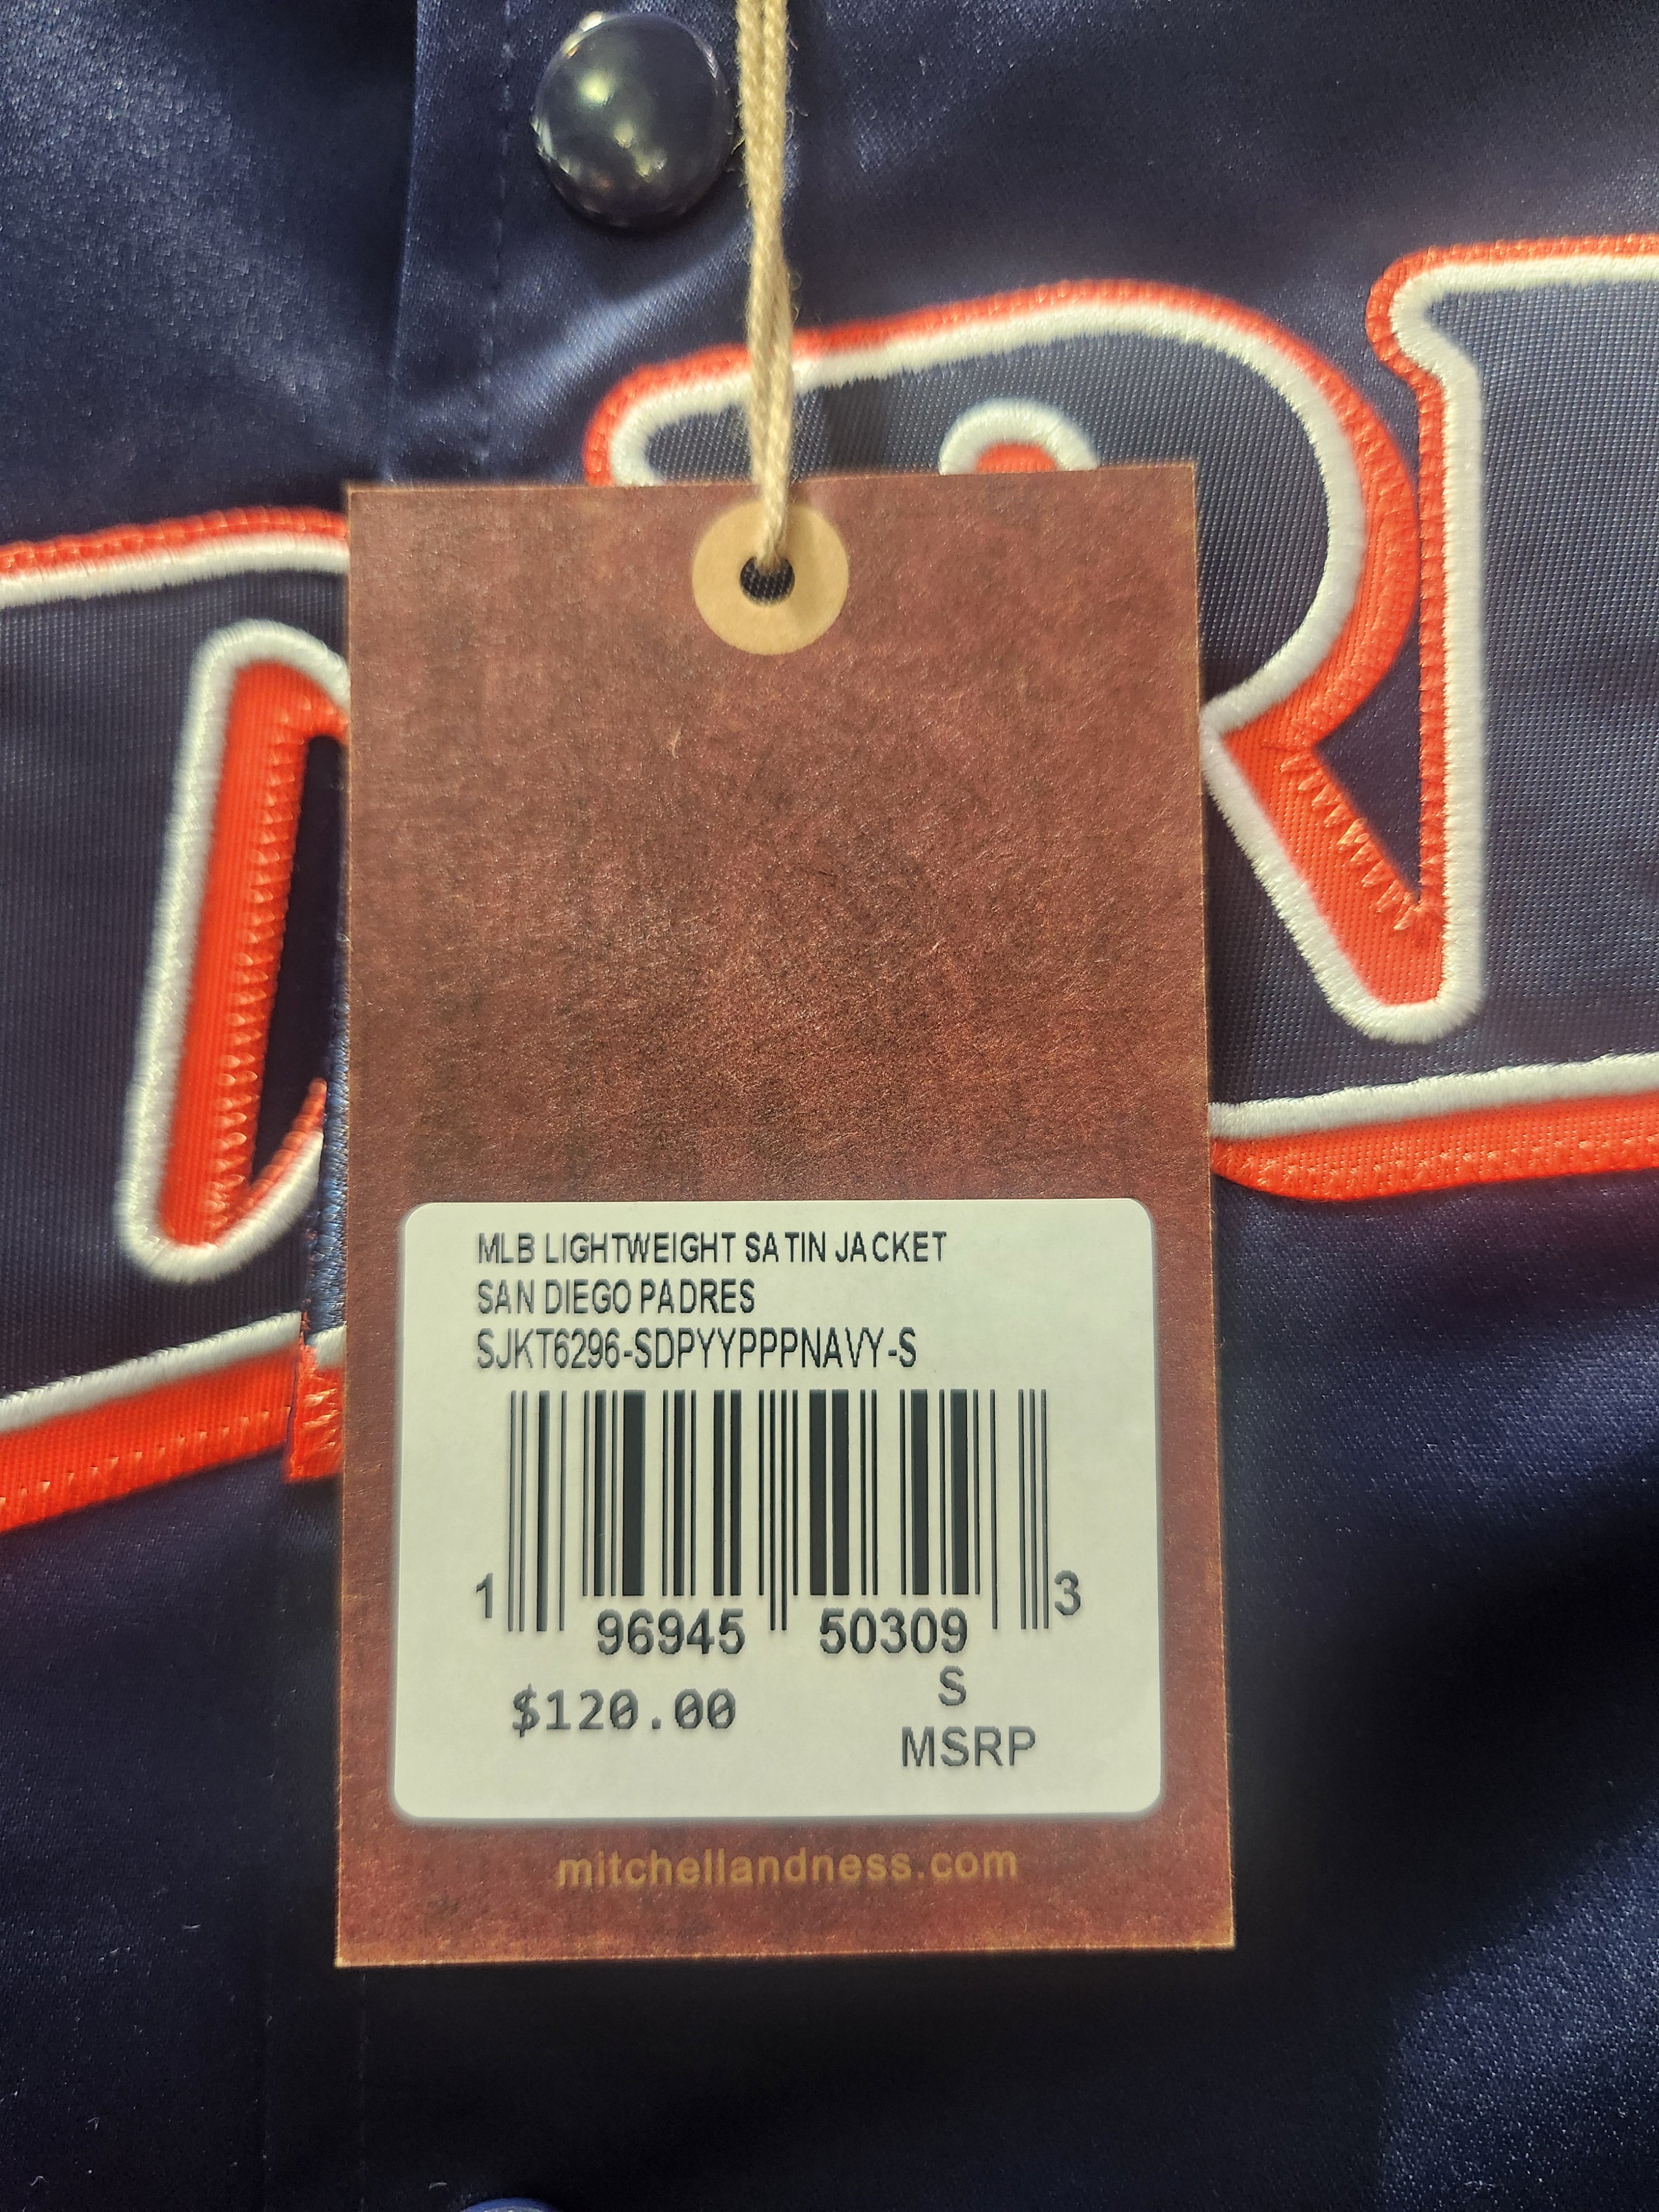 MLB LIGHTWEIGHT SATIN JACKET
SAN DIEGO PADRES
SJKT6296-SDPYYPPPNAVY-S
1 96945 50309 3
S
$120.00
MSRP
mitchellandness.com